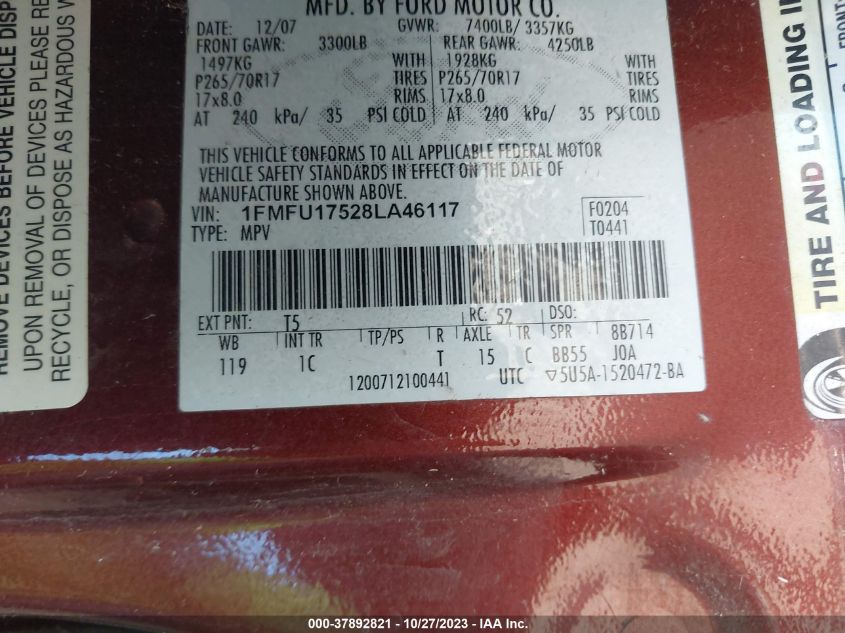 MFD. BY FORD MOTOR CO.
DATE: 12/07 GVWR: 7400LB/ 3357KG
FRONT GAWR: 3300LB REAR GAWR: 4250LB
1497KG WITH 1928KG WITH
P265/70R17 TIRES P265/70R17 TIRES
17x8.0 RIMS 17x8.0 RIMS
AT 240 kPa/ 35 PSI COLD AT 240 kPa/ 35 PSI COLD
THIS VEHICLE CONFORMS TO ALL APPLICABLE FEDERAL MOTOR
VEHICLE SAFETY STANDARDS IN EFFECT ON THE DATE OF
MANUFACTURE SHOWN ABOVE.
VIN: 1FMFU17528LA46117 F0204
TYPE: MPV T0441
EXT PNT: T5 RC: 52 DSO:
WB INT TR TP/PS R AXLE TR SPR 8B714
119 1C T 15 C BB55 JOA
1200712100441 UTC ▽5U5A-1520472-BA
REMOVE DEVICES BEFORE VEHICLE DISP
UPON REMOVAL OF DEVICES PLEASE RE
RECYCLE, OR DISPOSE AS HAZARDOUS W
TIRE AND LOADING IN
FRONT:
000-37892821 - 10/27/2023 - IAA Inc.